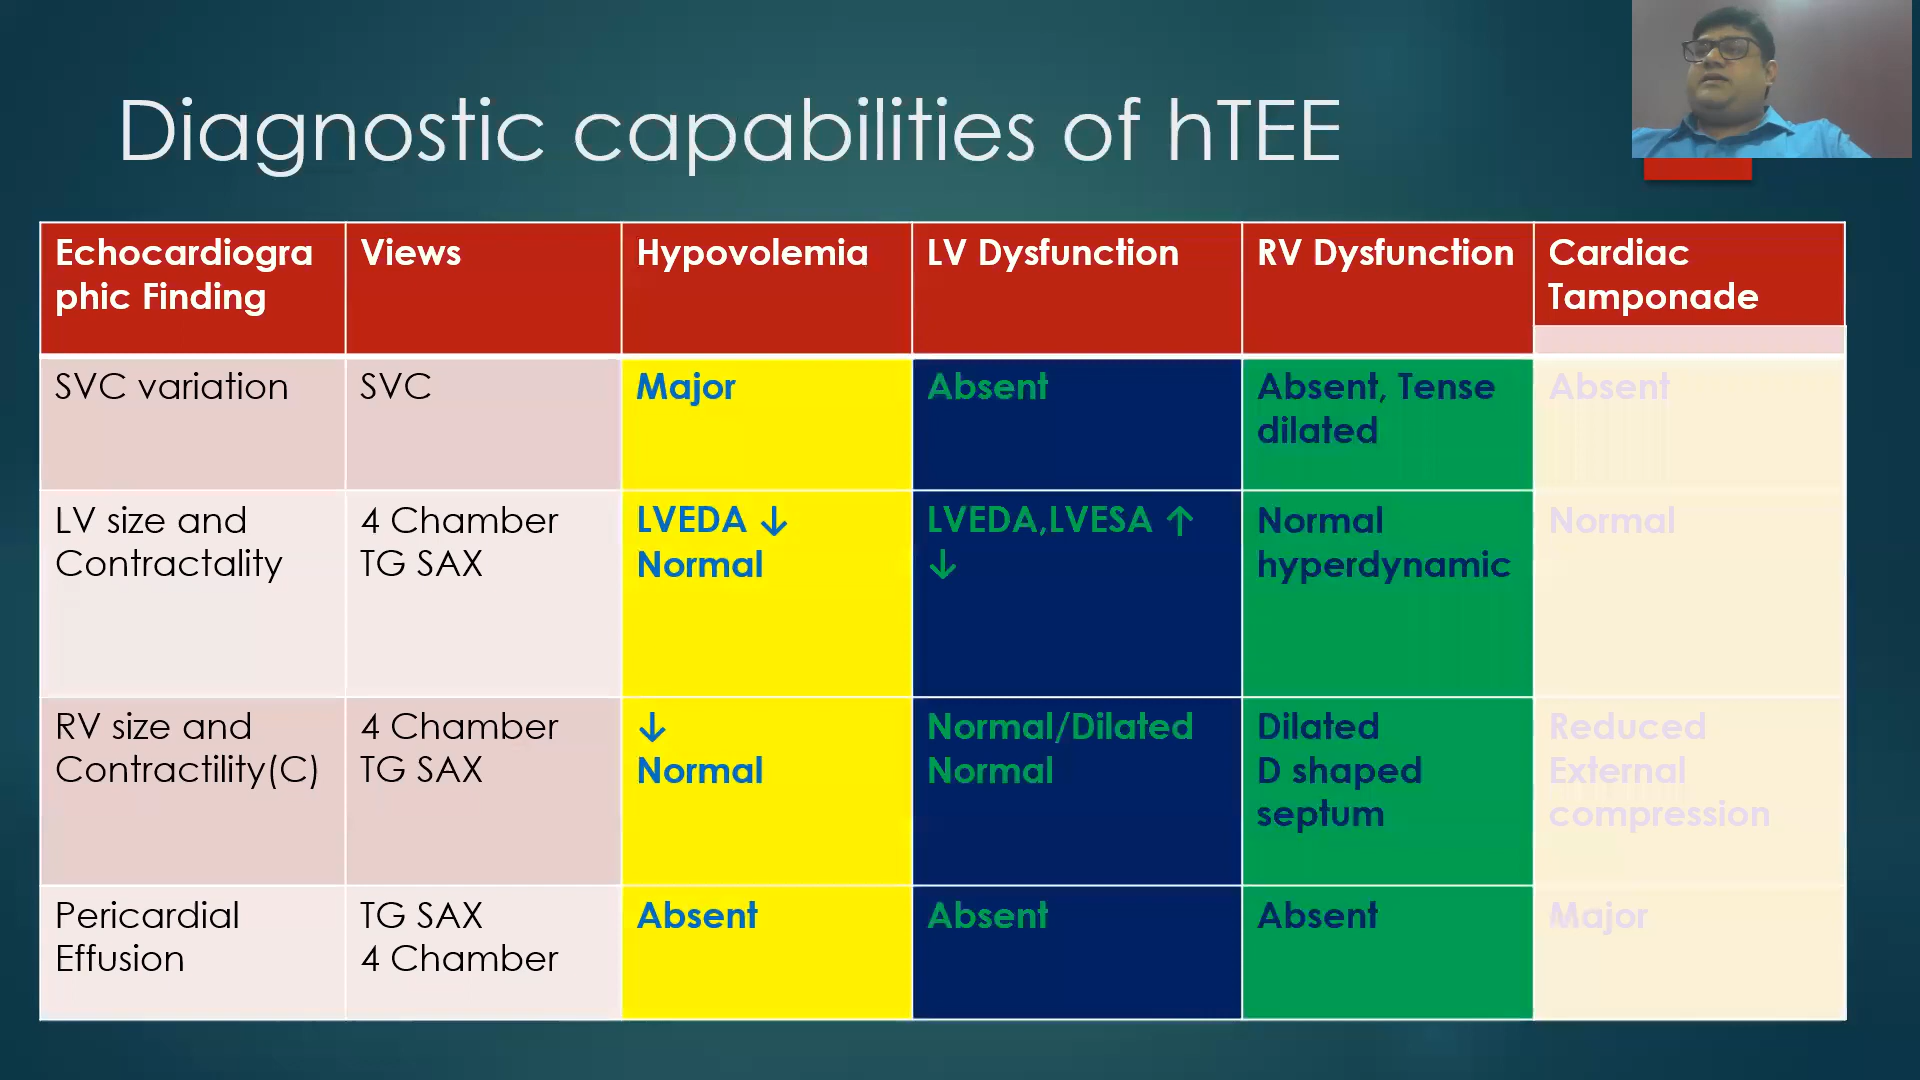 Diagnostic capabilities of hTEE
Echocardiogra
phic Finding
Views
Hypovolemia
LV Dysfunction
RV Dysfunction
Cardiac
Tamponade
SVC variation
SVC
Major
Absent
Absent, Tense
dilated
Absent
LV size and
Contractality
4 Chamber
TG SAX
LVEDA ↓
Normal
LVEDA,LVESA ↑
↓
Normal
hyperdynamic
Normal
RV size and
Contractility(C)
4 Chamber
TG SAX
↓
Normal
Normal/Dilated
Normal
Dilated
D shaped
septum
Reduced
External
compression
Pericardial
Effusion
TG SAX
4 Chamber
Absent
Absent
Absent
Major